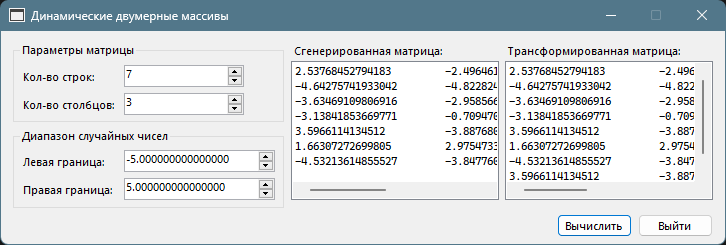 Динамические двумерные массивы
Параметры матрицы
Кол-во строк: 7
Кол-во столбцов: 3
Диапазон случайных чисел
Левая граница: -5.000000000000000
Правая граница: 5.000000000000000
Сгенерированная матрица:
2.53768452794183 -2.496461
-4.64275741933042 -4.822824
-3.63469109806916 -2.958566
-3.13841853669771 -0.709470
3.5966114134512 -3.887680
1.66307272699805 2.9754733
-4.53213614855527 -3.847760
Трансформированная матрица:
2.53768452794183 -2.496
-4.64275741933042 -4.822
-3.63469109806916 -2.958
-3.13841853669771 -0.709
3.5966114134512 -3.887
1.66307272699805 2.9754
-4.53213614855527 -3.847
3.5966114134512 -3.887
Вычислить
Выйти